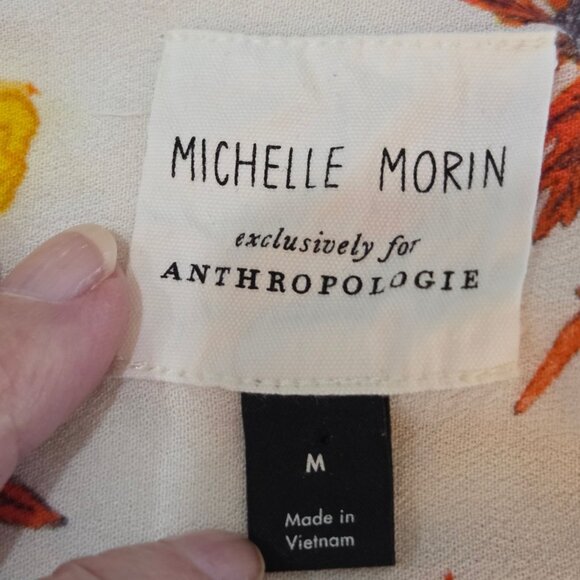 MICHELLE MORIN
exclusively for
ANTHROPOLOGIE
M
Made in
Vietnam